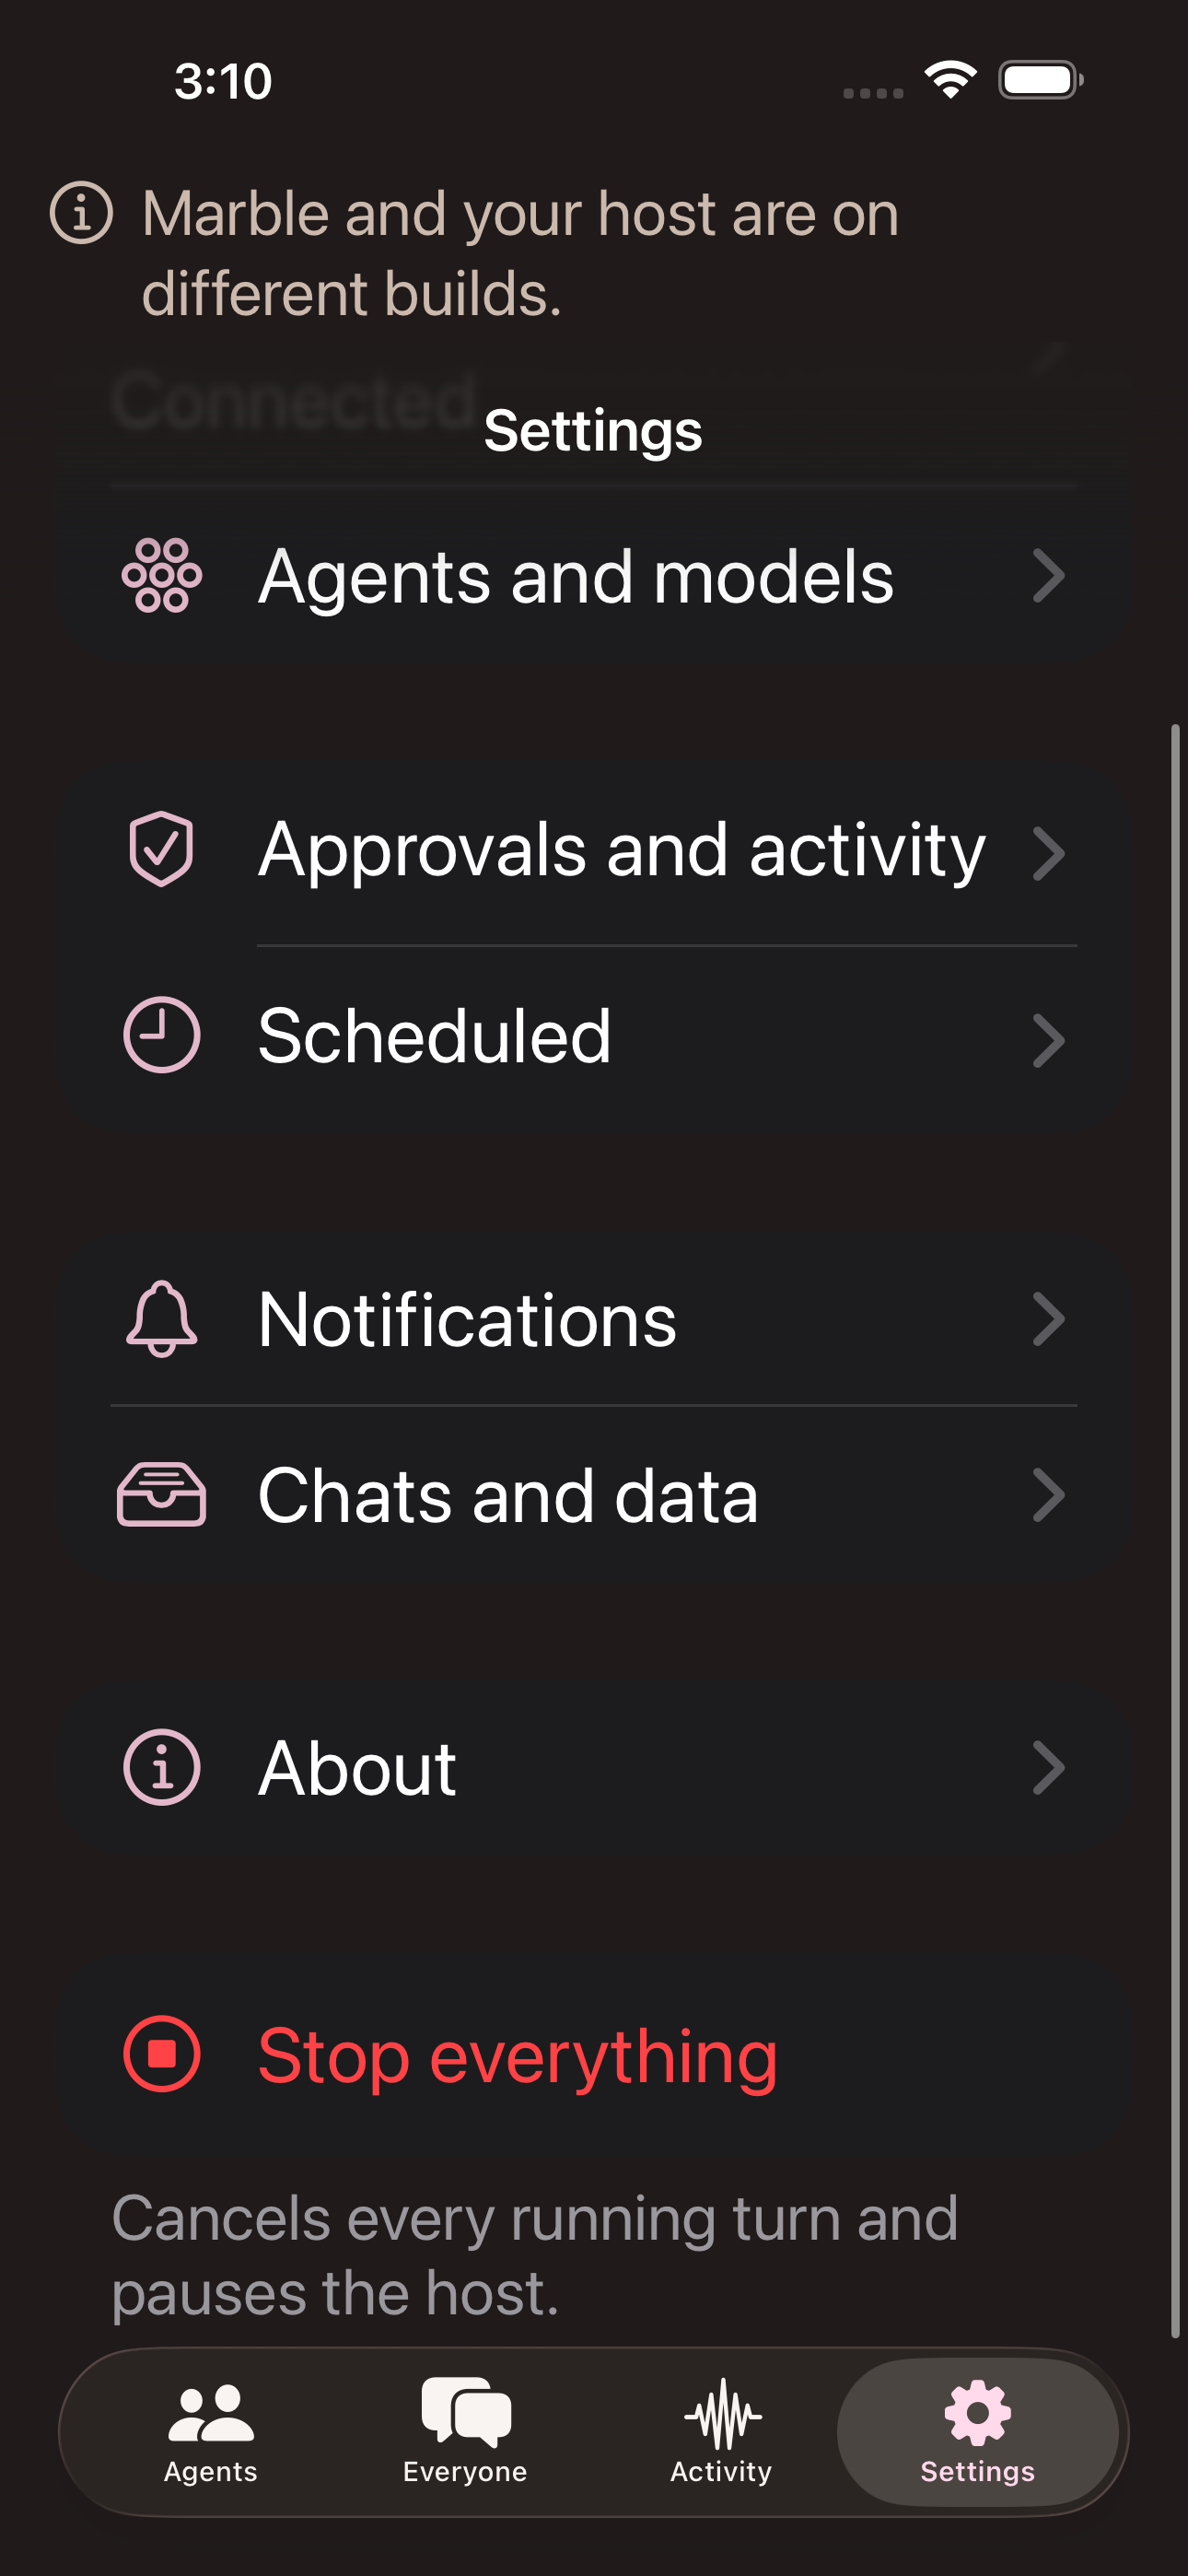 3:10
Marble and your host are on
different builds.
Connected
Settings
Agents and models
Approvals and activity
Scheduled
Notifications
Chats and data
About
Stop everything
Cancels every running turn and
pauses the host.
Agents
Everyone
Activity
Settings